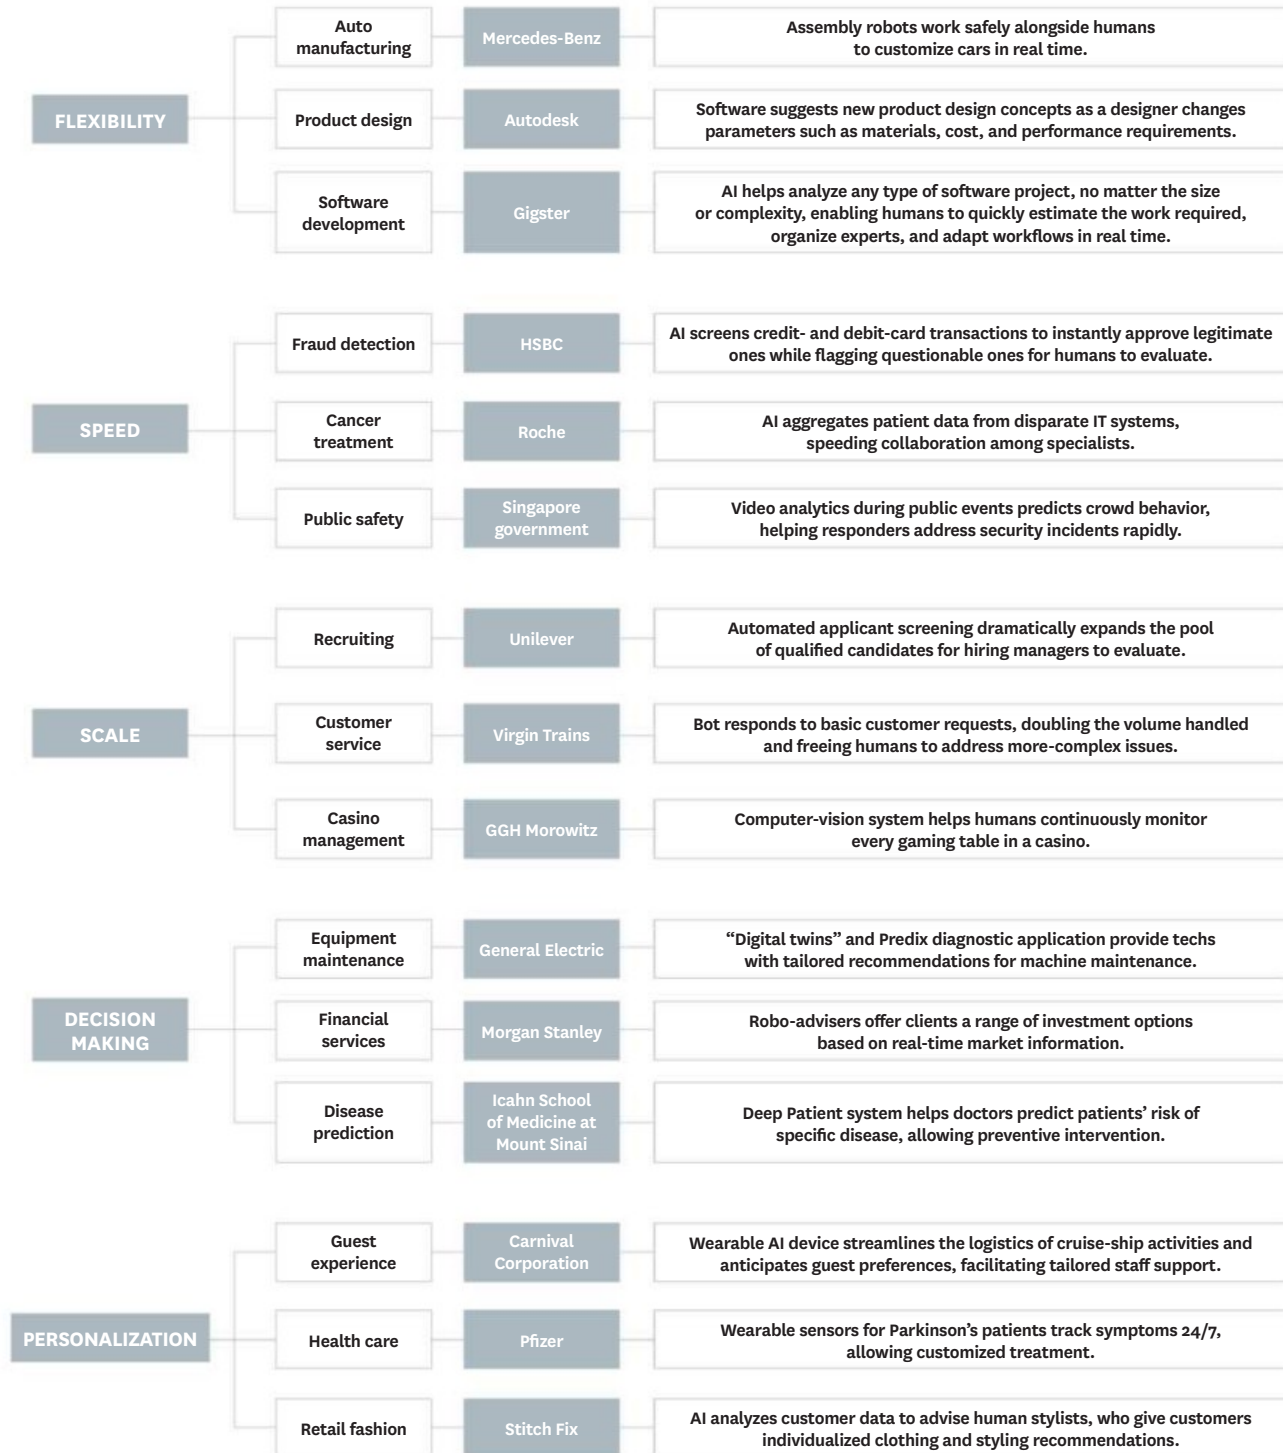 FLEXIBILITY
Auto
manufacturing
Mercedes-Benz
Assembly robots work safely alongside humans
to customize cars in real time.
Product design
Autodesk
Software suggests new product design concepts as a designer changes
parameters such as materials, cost, and performance requirements.
Software
development
Gigster
AI helps analyze any type of software project, no matter the size
or complexity, enabling humans to quickly estimate the work required,
organize experts, and adapt workflows in real time.
SPEED
Fraud detection
HSBC
AI screens credit- and debit-card transactions to instantly approve legitimate
ones while flagging questionable ones for humans to evaluate.
Cancer
treatment
Roche
AI aggregates patient data from disparate IT systems,
speeding collaboration among specialists.
Public safety
Singapore
government
Video analytics during public events predicts crowd behavior,
helping responders address security incidents rapidly.
SCALE
Recruiting
Unilever
Automated applicant screening dramatically expands the pool
of qualified candidates for hiring managers to evaluate.
Customer
service
Virgin Trains
Bot responds to basic customer requests, doubling the volume handled
and freeing humans to address more-complex issues.
Casino
management
GGH Morowitz
Computer-vision system helps humans continuously monitor
every gaming table in a casino.
DECISION
MAKING
Equipment
maintenance
General Electric
“Digital twins” and Predix diagnostic application provide techs
with tailored recommendations for machine maintenance.
Financial
services
Morgan Stanley
Robo-advisers offer clients a range of investment options
based on real-time market information.
Disease
prediction
Icahn School
of Medicine at
Mount Sinai
Deep Patient system helps doctors predict patients’ risk of
specific disease, allowing preventive intervention.
PERSONALIZATION
Guest
experience
Carnival
Corporation
Wearable AI device streamlines the logistics of cruise-ship activities and
anticipates guest preferences, facilitating tailored staff support.
Health care
Pfizer
Wearable sensors for Parkinson’s patients track symptoms 24/7,
allowing customized treatment.
Retail fashion
Stitch Fix
AI analyzes customer data to advise human stylists, who give customers
individualized clothing and styling recommendations.